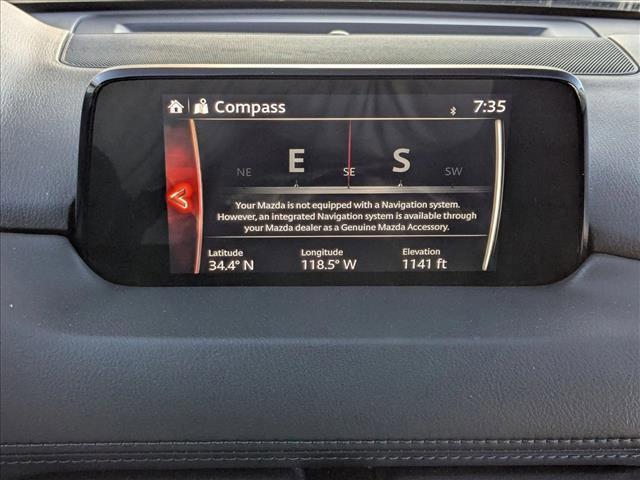 Compass 7:35
NE E SE S SW
Your Mazda is not equipped with a Navigation system.
However, an integrated Navigation system is available through
your Mazda dealer as a Genuine Mazda Accessory.
Latitude Longitude Elevation
34.4° N 118.5° W 1141 ft